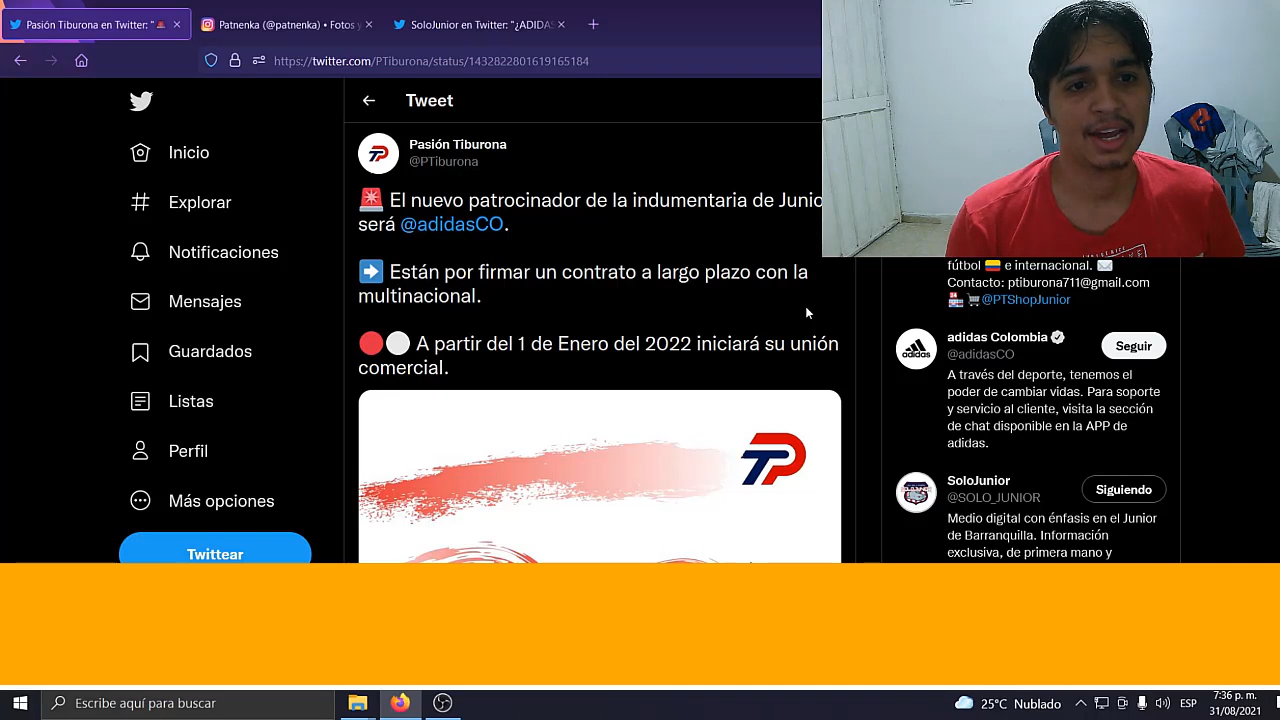 Pasión Tiburona en Twitter: "🚨
Patnenka (@patnenka) • Fotos y
SoloJunior en Twitter: "¿ADIDAS
https://twitter.com/PTiburona/status/1432822801619165184
Tweet
Inicio
Explorar
Notificaciones
Mensajes
Guardados
Listas
Perfil
Más opciones
Twittear
Pasión Tiburona
@PTiburona
🚨 El nuevo patrocinador de la indumentaria de Junio
será @adidasCO.
➡️ Están por firmar un contrato a largo plazo con la
multinacional.
🔴⚪ A partir del 1 de Enero del 2022 iniciará su unión
comercial.
TP
fútbol 🇨🇴 e internacional. ✉️
Contacto: ptiburona711@gmail.com
🏪🛒@PTShopJunior
adidas Colombia
@adidasCO
Seguir
A través del deporte, tenemos el
poder de cambiar vidas. Para soporte
y servicio al cliente, visita la sección
de chat disponible en la APP de
adidas.
SoloJunior
@SOLO_JUNIOR
Siguiendo
Medio digital con énfasis en el Junior
de Barranquilla. Información
exclusiva, de primera mano y
Escribe aquí para buscar
25°C Nublado
ESP
7:36 p. m.
31/08/2021